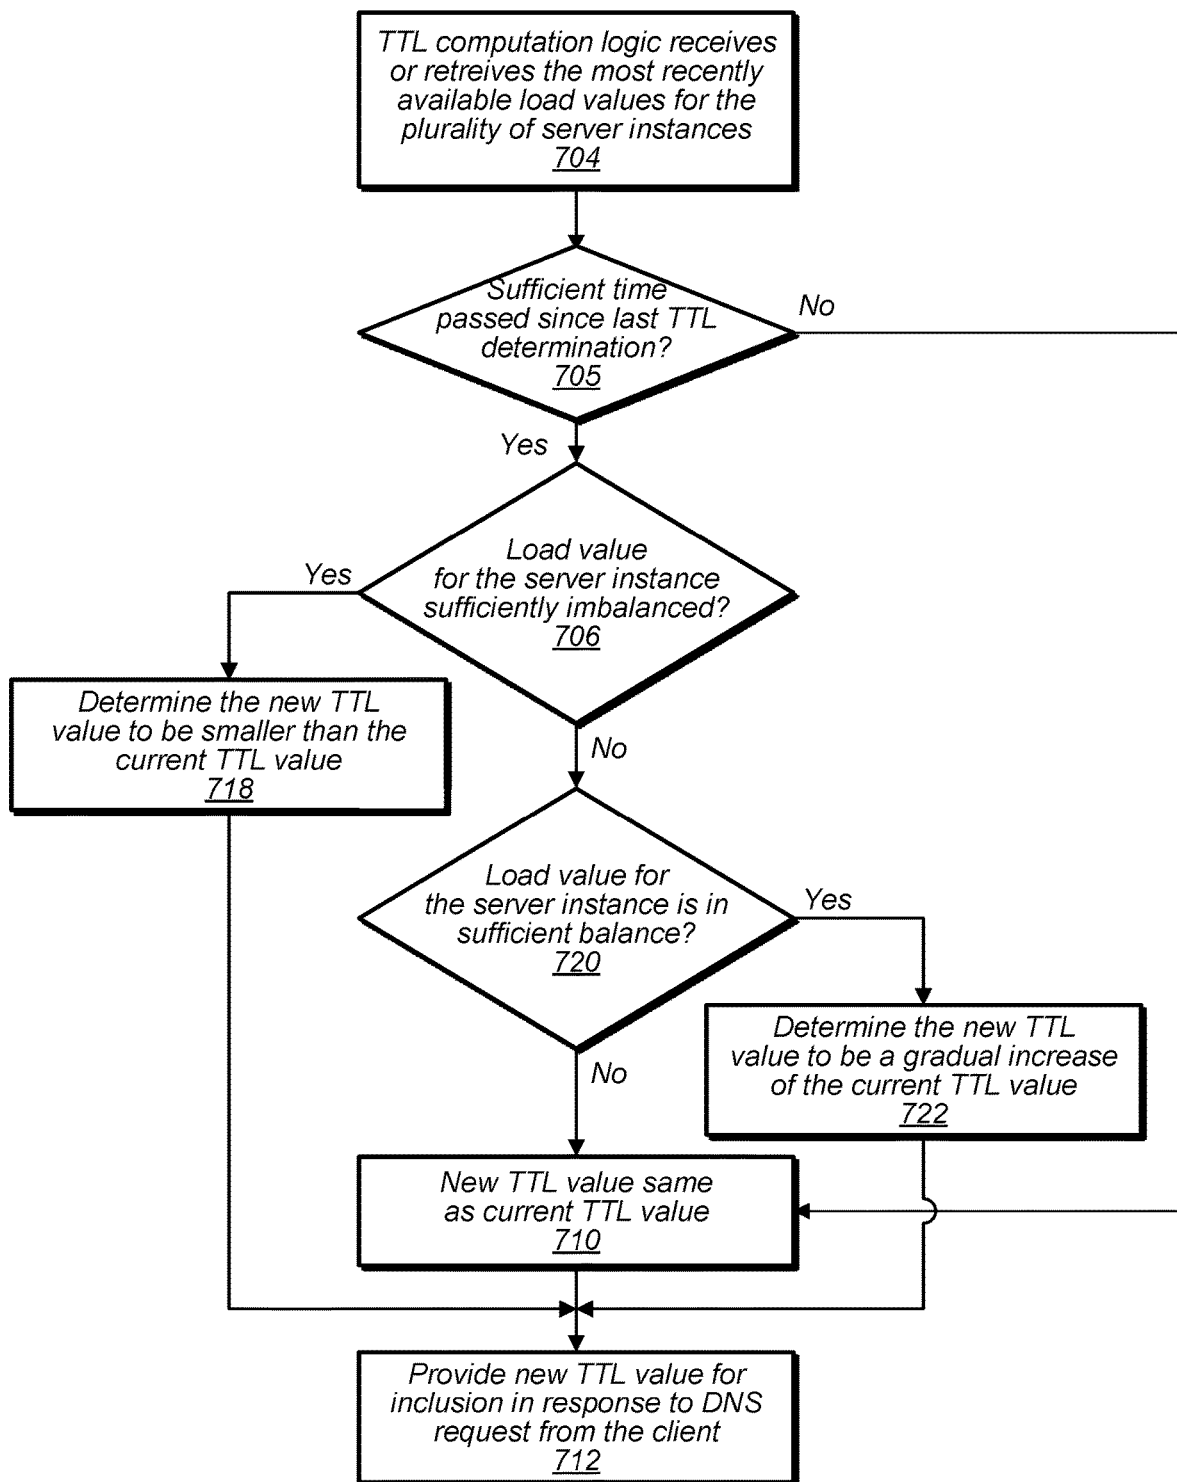 TTL computation logic receives
or retreives the most recently
available load values for the
plurality of server instances
704
Sufficient time
passed since last TTL
determination?
705
No
Yes
Load value
for the server instance
sufficiently imbalanced?
706
Yes
Determine the new TTL
value to be smaller than the
current TTL value
718
No
Load value for
the server instance is in
sufficient balance?
720
Yes
Determine the new TTL
value to be a gradual increase
of the current TTL value
722
No
New TTL value same
as current TTL value
710
Provide new TTL value for
inclusion in response to DNS
request from the client
712